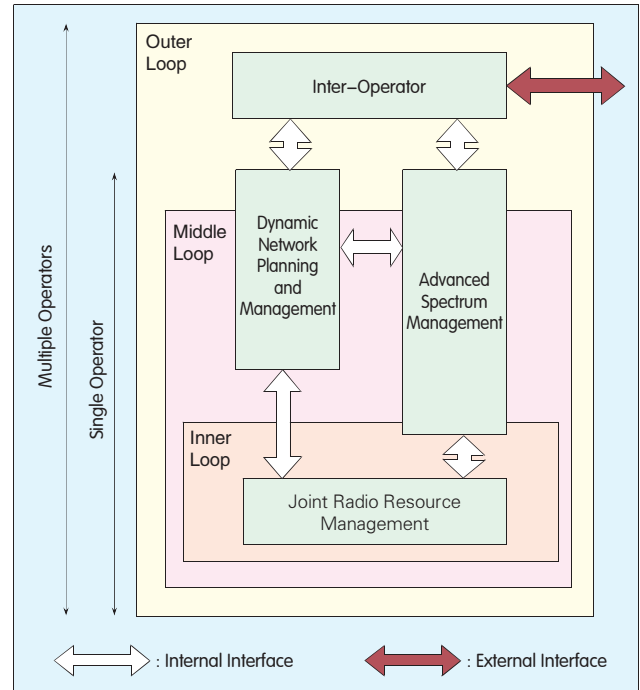 Outer
Loop
Inter–Operator
Dynamic
Network
Planning
and
Management
Middle
Loop
Advanced
Spectrum
Management
Multiple Operators
Single Operator
Inner
Loop
Joint Radio Resource
Management
: Internal Interface
: External Interface